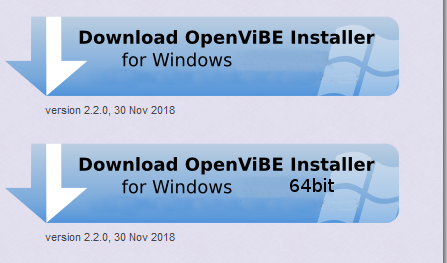 Download OpenViBE Installer
for Windows
version 2.2.0, 30 Nov 2018
Download OpenViBE Installer
for Windows 64bit
version 2.2.0, 30 Nov 2018